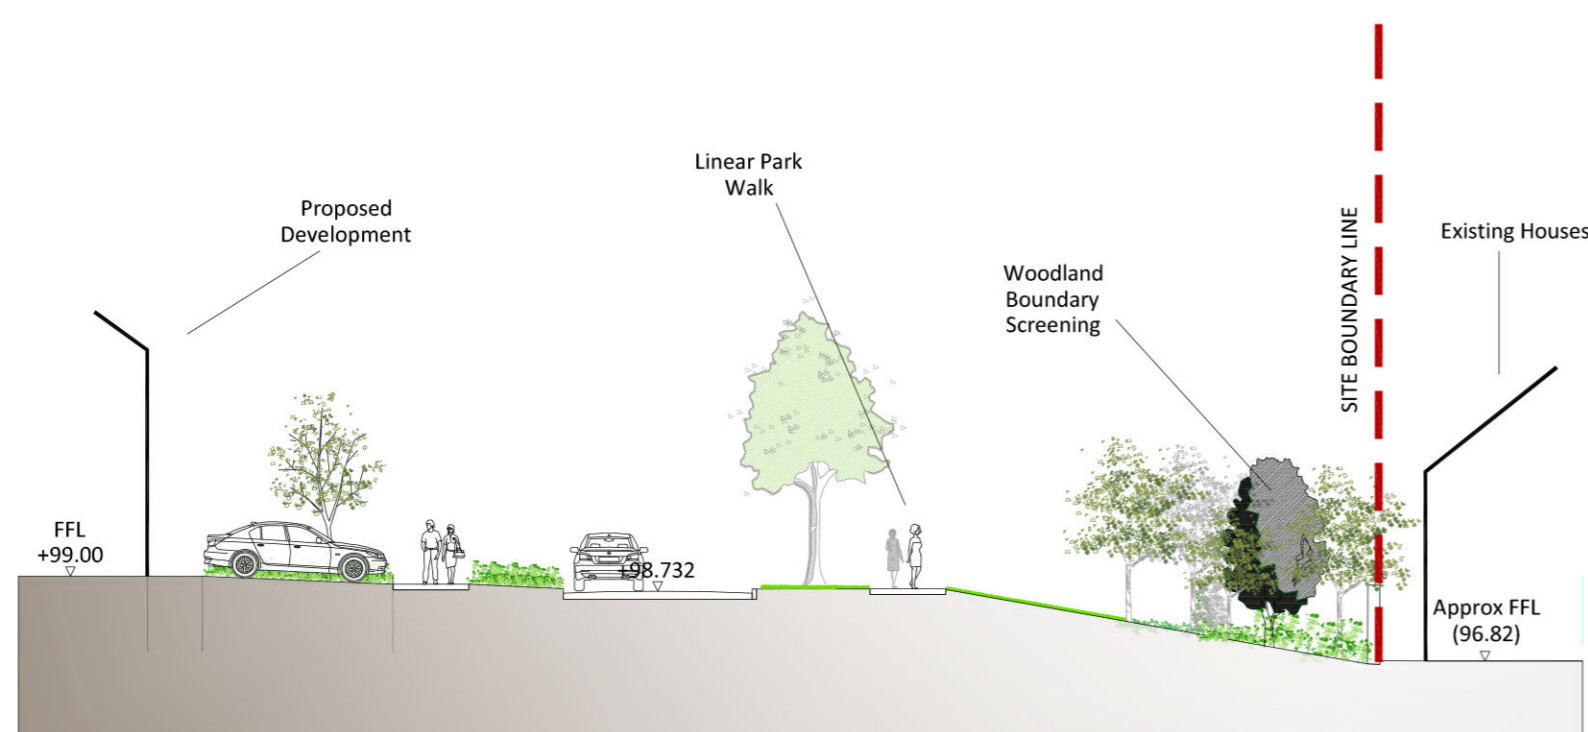 Linear Park
Walk
Proposed
Development
SITE BOUNDARY LINE
Existing Houses
Woodland
Boundary
Screening
FFL
+99.00
+98.732
Approx FFL
(96.82)